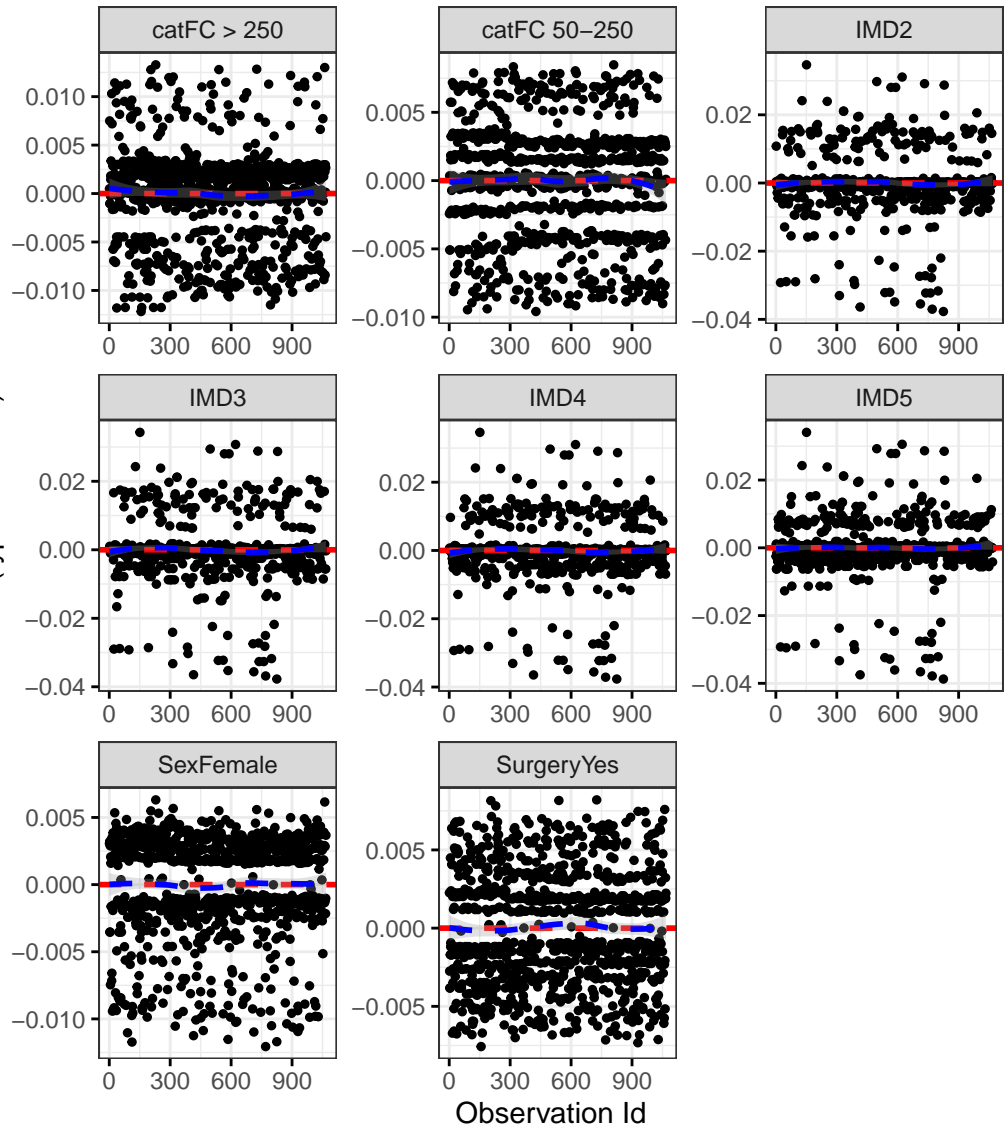 catFC > 250 catFC 50−250 IMD2
0.010 0.005 0.000 −0.005 −0.010
0.005 0.000 −0.005 −0.010
0.02 0.00 −0.02 −0.04
0 300 600 900 0 300 600 900 0 300 600 900
IMD3 IMD4 IMD5
0.02 0.00 −0.02 −0.04
0.02 0.00 −0.02 −0.04
0.02 0.00 −0.02 −0.04
0 300 600 900 0 300 600 900 0 300 600 900
SexFemale SurgeryYes
0.005 0.000 −0.005 −0.010
0.005 0.000 −0.005
0 300 600 900 0 300 600 900
Observation Id